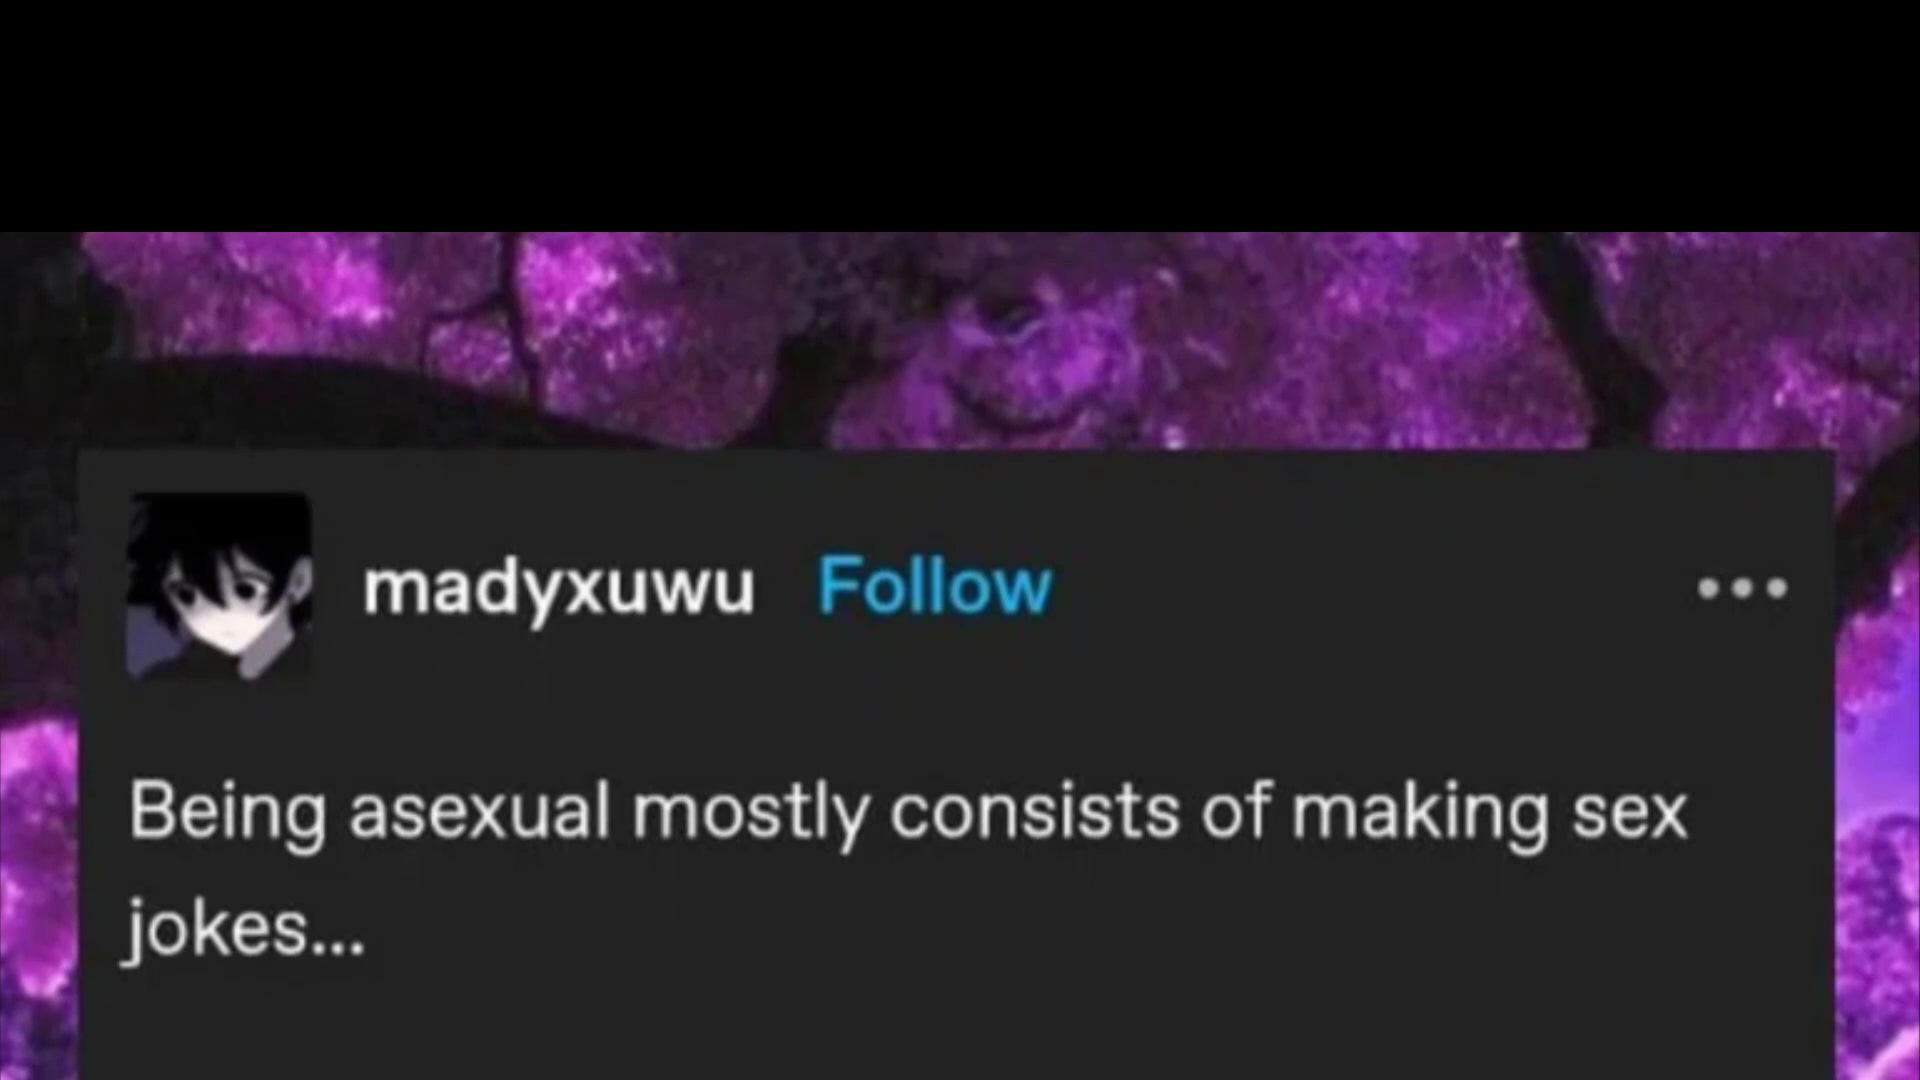 madyxuwu Follow
Being asexual mostly consists of making sex
jokes...